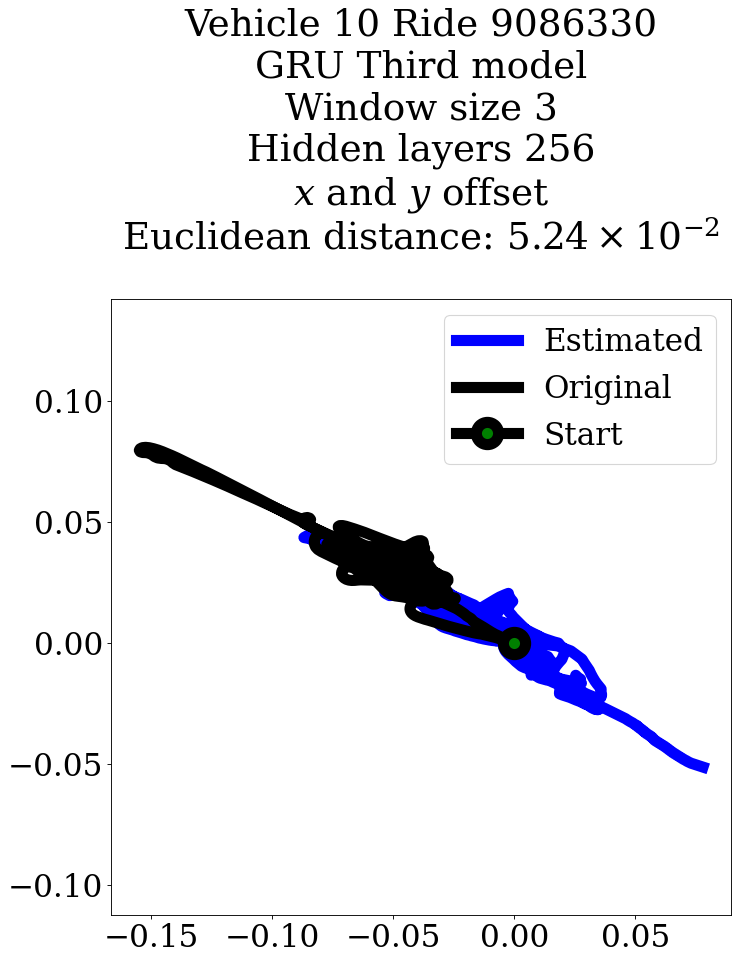 Vehicle 10 Ride 9086330
GRU Third model
Window size 3
Hidden layers 256
x and y offset
Euclidean distance: 5.24 × 10⁻²
Estimated
Original
Start
0.10
0.05
0.00
−0.05
−0.10
−0.15 −0.10 −0.05 0.00 0.05